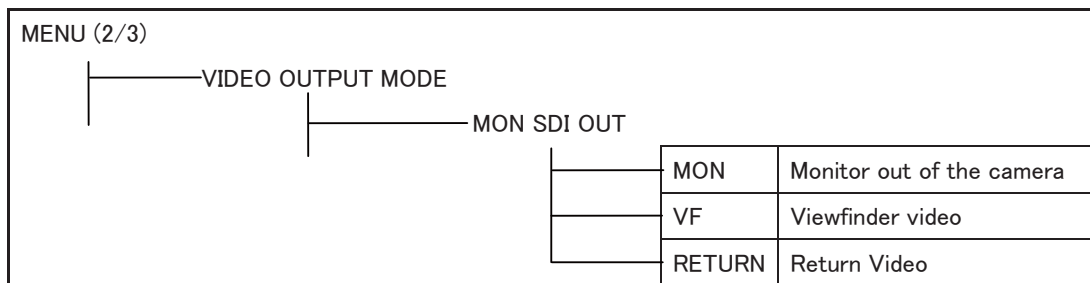 MENU (2/3)
VIDEO OUTPUT MODE
MON SDI OUT
MON Monitor out of the camera
VF Viewfinder video
RETURN Return Video